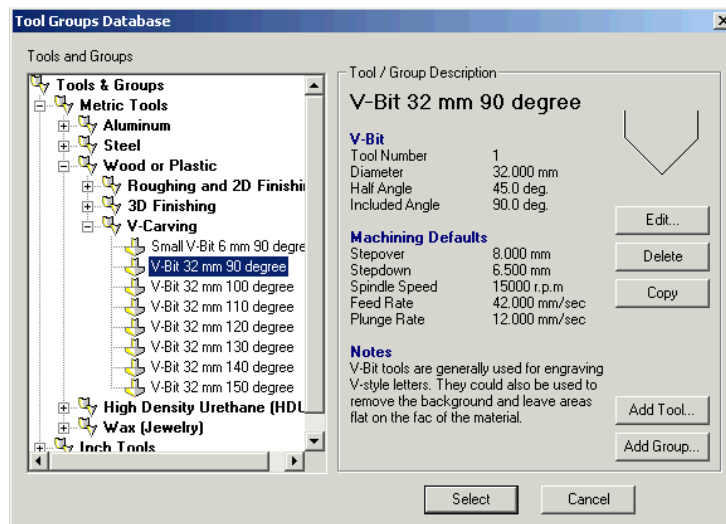 Tool Groups Database
Tools and Groups
Tools & Groups
Metric Tools
Aluminum
Steel
Wood or Plastic
Roughing and 2D Finishi
3D Finishing
V-Carving
Small V-Bit 6 mm 90 degre
V-Bit 32 mm 90 degree
V-Bit 32 mm 100 degree
V-Bit 32 mm 110 degree
V-Bit 32 mm 120 degree
V-Bit 32 mm 130 degree
V-Bit 32 mm 140 degree
V-Bit 32 mm 150 degree
High Density Urethane (HDU
Wax (Jewelry)
Inch Tools
Tool / Group Description
V-Bit 32 mm 90 degree
V-Bit
Tool Number 1
Diameter 32.000 mm
Half Angle 45.0 deg.
Included Angle 90.0 deg.
Machining Defaults
Stepover 8.000 mm
Stepdown 6.500 mm
Spindle Speed 15000 r.p.m
Feed Rate 42.000 mm/sec
Plunge Rate 12.000 mm/sec
Notes
V-Bit tools are generally used for engraving
V-style letters. They could also be used to
remove the background and leave areas
flat on the fac of the material.
Edit...
Delete
Copy
Add Tool...
Add Group...
Select
Cancel